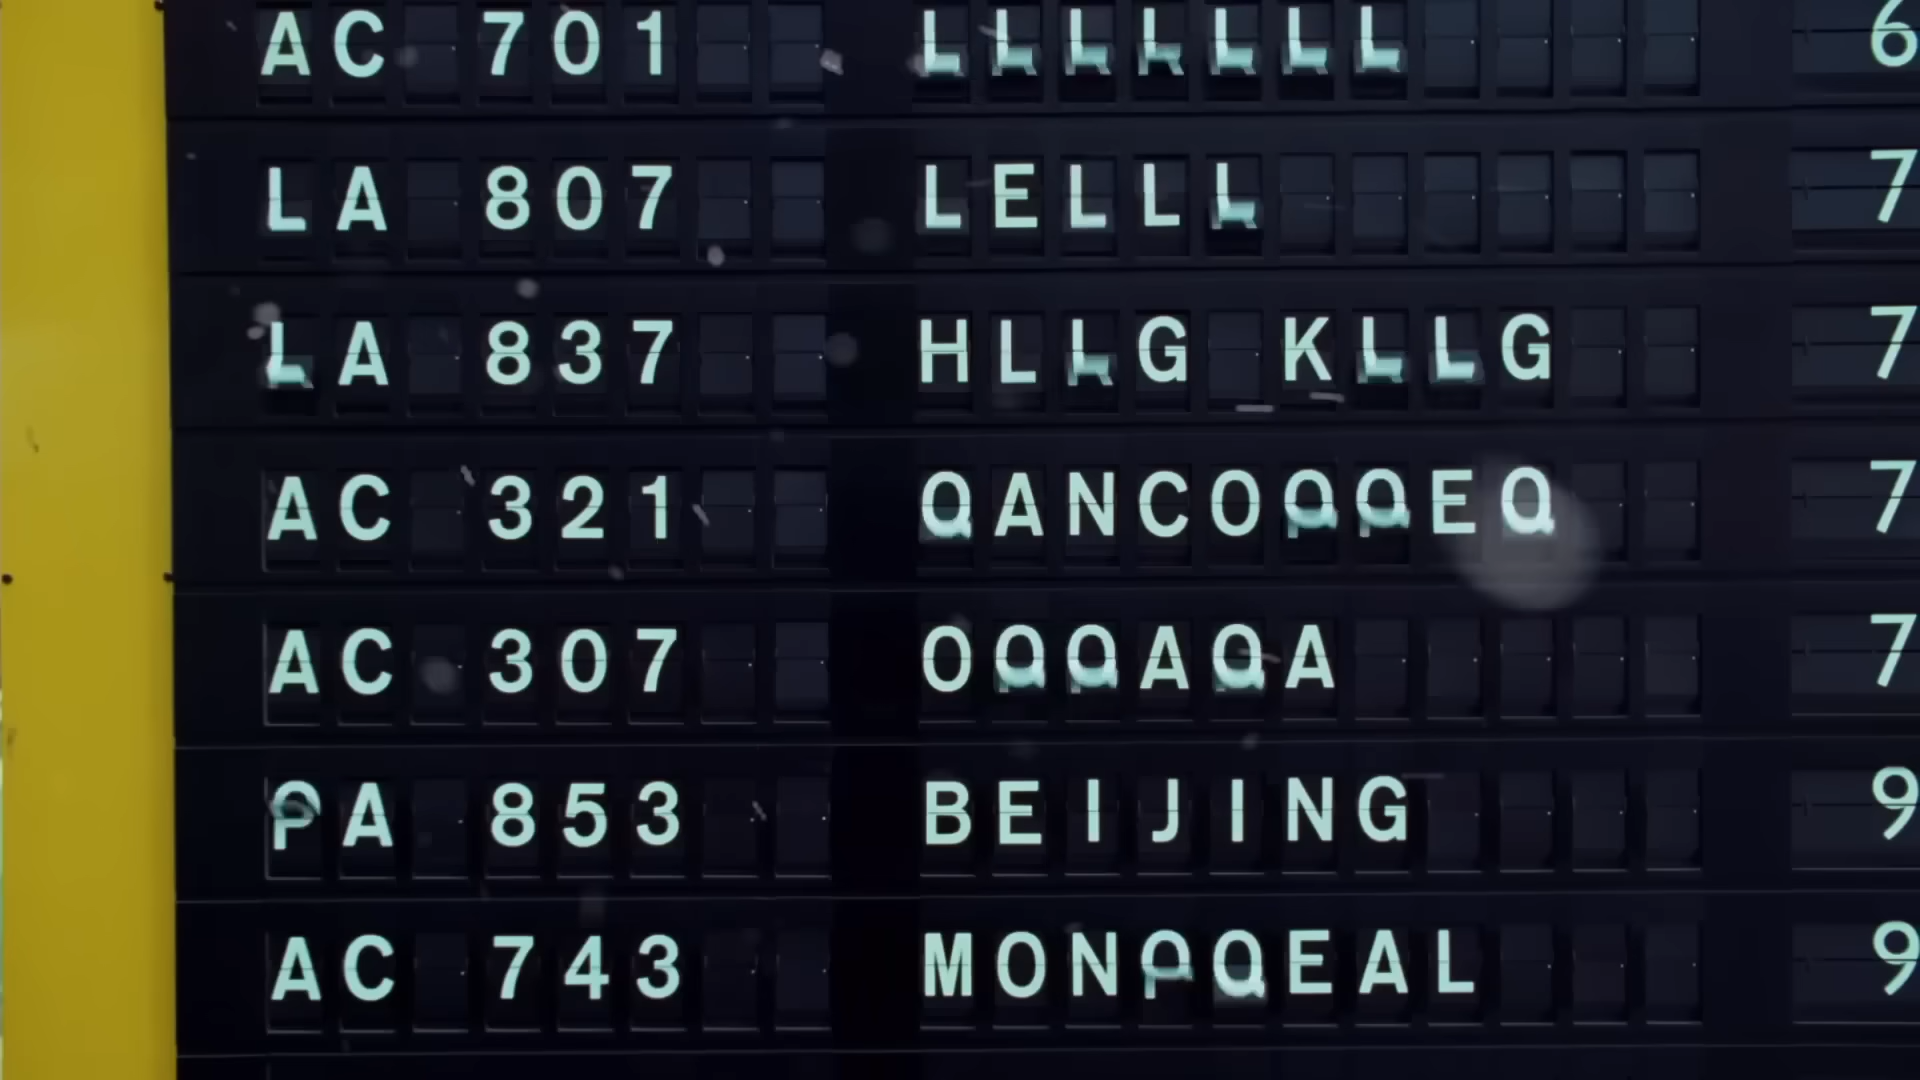 AC 701 LLLLLLL 6
LA 807 LELLL 7
LA 837 HLLG KLLG 7
AC 321 QANCOQQEQ 7
AC 307 OQQAQA 7
PA 853 BEIJING 9
AC 743 MONPQEAL 9